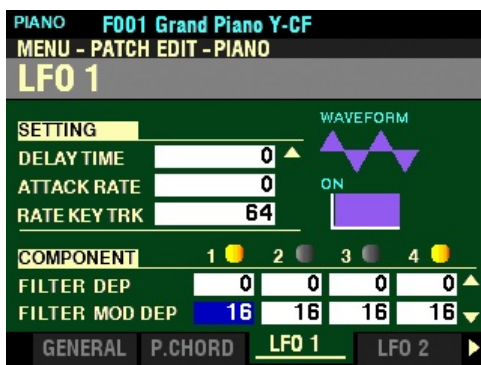 PIANO F001 Grand Piano Y-CF
MENU - PATCH EDIT - PIANO
LFO 1
SETTING
WAVEFORM
DELAY TIME 0
ATTACK RATE 0
ON
RATE KEY TRK 64
COMPONENT 1 2 3 4
FILTER DEP 0 0 0 0
FILTER MOD DEP 16 16 16 16
GENERAL P.CHORD LFO 1 LFO 2